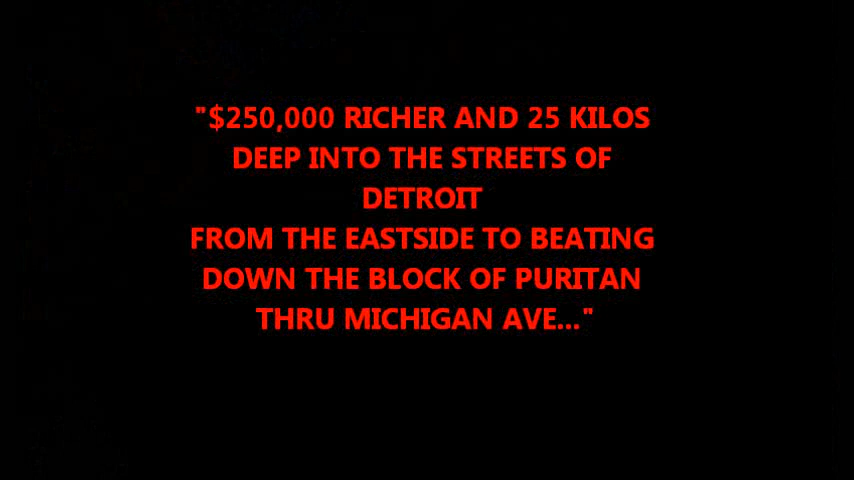 "$250,000 RICHER AND 25 KILOS
DEEP INTO THE STREETS OF
DETROIT
FROM THE EASTSIDE TO BEATING
DOWN THE BLOCK OF PURITAN
THRU MICHIGAN AVE..."